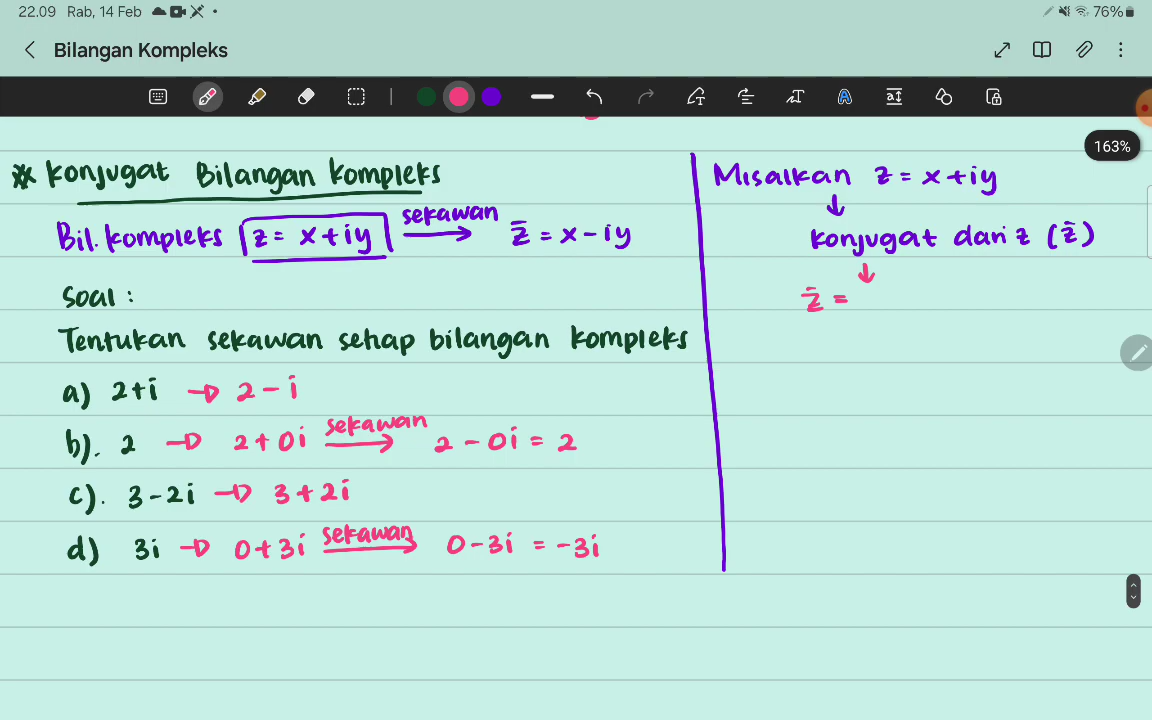 22.09 Rab, 14 Feb 76%
Bilangan Kompleks
163%
* Konjugat Bilangan kompleks
Bil. kompleks z = x + iy sekawan z̄ = x - iy
Soal :
Tentukan sekawan setiap bilangan kompleks
a) 2+i → 2 - i
b). 2 → 2 + 0i sekawan 2 - 0i = 2
c). 3 - 2i → 3 + 2i
d) 3i → 0 + 3i sekawan 0 - 3i = -3i
Misalkan z = x + iy
↓
konjugat dari z (z̄)
↓
z̄ =